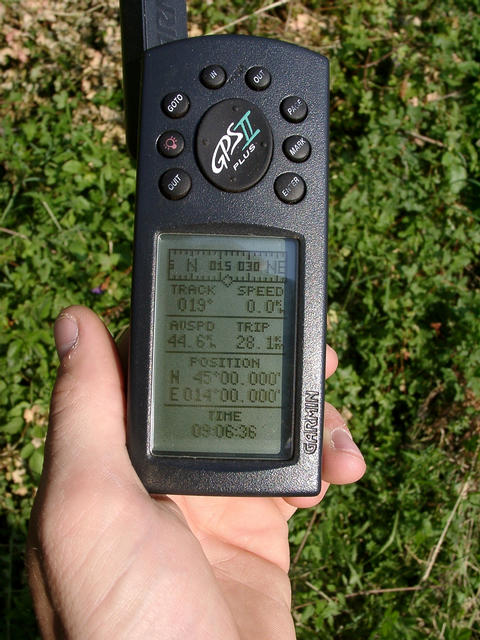 IN OUT
GOTO PAGE
MARK
QUIT ENTER
GPS II
PLUS
N 015 030 NE
TRACK SPEED
019° 0.0
AVSPD TRIP
44.6 28.1
POSITION
N 45°00.000'
E 014°00.000'
TIME
09:06:36
GARMIN